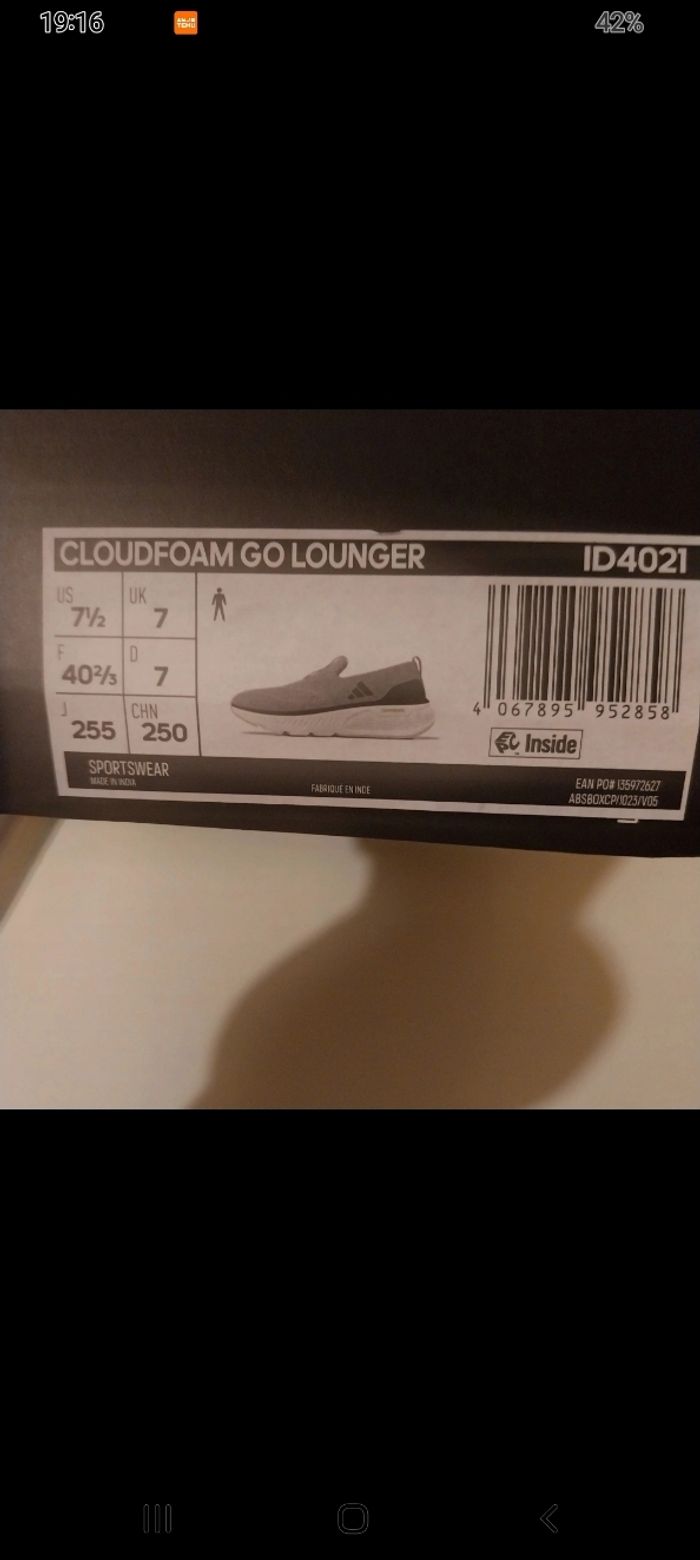 19:16
42%
CLOUDFOAM GO LOUNGER ID4021
US 7½ UK 7
F 40⅔ D 7
J 255 CHN 250
4 067895 952858
Inside
SPORTSWEAR
MADE IN INDIA
FABRIQUÉ EN INDE
EAN PO# 135972627
ABSBOXCP/1023/V05